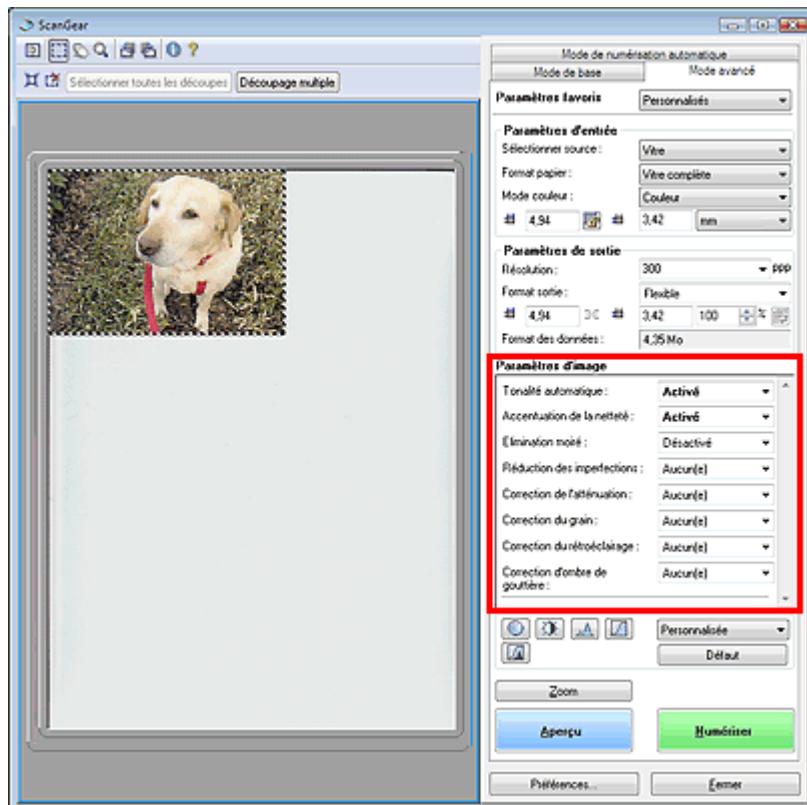 ScanGear
Sélectionner toutes les découpes
Découpage multiple
Mode de numérisation automatique
Mode de base
Mode avancé
Paramètres favoris
Personnalisés
Paramètres d'entrée
Sélectionner source :
Vitre
Format papier :
Vitre complète
Mode couleur :
Couleur
4,94
3,42
mm
Paramètres de sortie
Résolution :
300
ppp
Format sortie :
Flexible
4,94
3,42
100
%
Format des données :
4,35 Mo
Paramètres d'image
Tonalité automatique :
Activé
Accentuation de la netteté :
Activé
Elimination moiré :
Désactivé
Réduction des imperfections :
Aucun(e)
Correction de l'atténuation :
Aucun(e)
Correction du grain :
Aucun(e)
Correction du rétroéclairage :
Aucun(e)
Correction d'ombre de
gouttière :
Aucun(e)
Personnalisée
Défaut
Zoom
Aperçu
Numériser
Préférences...
Fermer